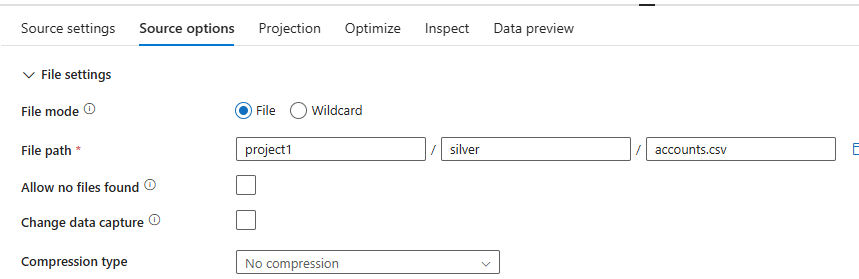 Source settings Source options Projection Optimize Inspect Data preview
File settings
File mode File Wildcard
File path * project1 / silver / accounts.csv
Allow no files found
Change data capture
Compression type No compression